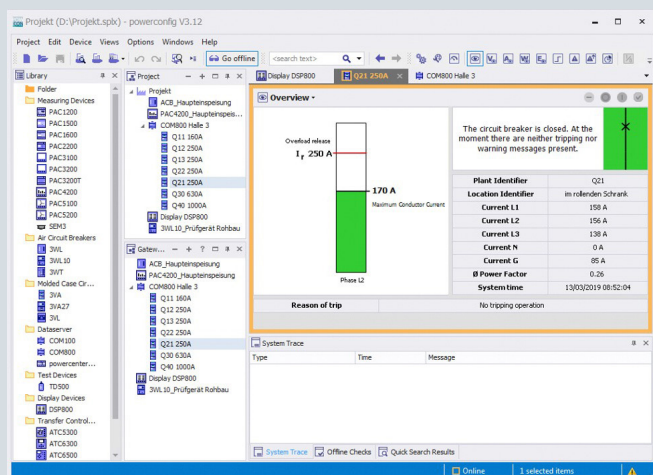 Projekt (D:\Projekt.splx) - powerconfig V3.12
Project Edit Device Views Options Windows Help
Go offline
<search text>
Library
Folder
Measuring Devices
PAC1200
PAC1500
PAC1600
PAC2200
PAC3100
PAC3200
PAC3200T
PAC4200
PAC5100
PAC5200
SEM3
Air Circuit Breakers
3WL
3WL10
3WT
Molded Case Cir...
3VA
3VA27
3VL
Dataserver
COM100
COM800
powercenter...
Test Devices
TD500
Display Devices
DSP800
Transfer Control...
ATC5300
ATC6300
ATC6500
Project
Projekt
ACB_Haupteinspeisung
PAC4200_Haupteinspeis...
COM800 Halle 3
Q11 160A
Q12 250A
Q13 250A
Q22 250A
Q21 250A
Q30 630A
Q40 1000A
Display DSP800
3WL10_Prüfgerät Rohbau
Gatew...
ACB_Haupteinspeisung
PAC4200_Haupteinspeisung
COM800 Halle 3
Q11 160A
Q12 250A
Q13 250A
Q22 250A
Q21 250A
Q30 630A
Q40 1000A
Display DSP800
3WL10_Prüfgerät Rohbau
Display DSP800
Q21 250A
COM800 Halle 3
Overview
Overload release
Ir 250 A
170 A
Maximum Conductor Current
Phase L2
The circuit breaker is closed. At the
moment there are neither tripping nor
warning messages present.
Plant Identifier Q21
Location Identifier im rollenden Schrank
Current L1 158 A
Current L2 156 A
Current L3 138 A
Current N 0 A
Current G 85 A
Ø Power Factor 0.26
System time 13/03/2019 08:52:04
Reason of trip No tripping operation
System Trace
Type Time Message
System Trace Offline Checks Quick Search Results
Online 1 selected items